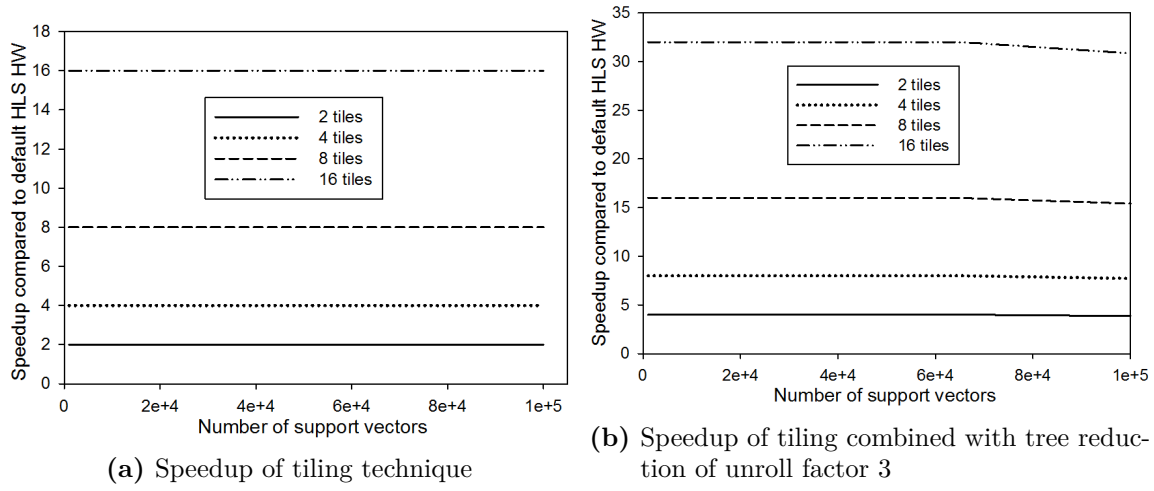 Speedup compared to default HLS HW
18
16
14
12
10
8
6
4
2
0
2 tiles
4 tiles
8 tiles
16 tiles
0
2e+4
4e+4
6e+4
8e+4
1e+5
Number of support vectors
(a) Speedup of tiling technique
Speedup compared to default HLS HW
35
30
25
20
15
10
5
0
2 tiles
4 tiles
8 tiles
16 tiles
0
2e+4
4e+4
6e+4
8e+4
1e+5
Number of support vectors
(b) Speedup of tiling combined with tree reduc-
tion of unroll factor 3